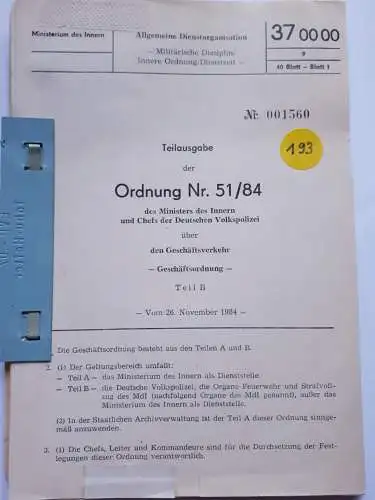 Ministerium des Innern
Allgemeine Dienstorganisation
— Militärische Disziplin
Innere Ordnung/Dienstzeit —
37 00 00
9
40 Blatt – Blatt 1
№ 001560
193
Teilausgabe
der
Ordnung Nr. 51/84
des Ministers des Innern
und Chefs der Deutschen Volkspolizei
über
den Geschäftsverkehr
— Geschäftsordnung —
Teil B
— Vom 26. November 1984 —
Die Geschäftsordnung besteht aus den Teilen A und B.
2. (1) Der Geltungsbereich umfaßt:
— Teil A — das Ministerium des Innern als Dienststelle.
— Teil B — die Deutsche Volkspolizei, die Organe Feuerwehr und Strafvoll-
zug des MdI (nachfolgend Organe des MdI genannt), außer das
Ministerium des Innern als Dienststelle.
(2) In der Staatlichen Archivverwaltung ist der Teil A dieser Ordnung sinnge-
mäß anzuwenden.
3. (1) Die Chefs, Leiter und Kommandeure sind für die Durchsetzung der Fest-
legungen dieser Ordnung verantwortlich.